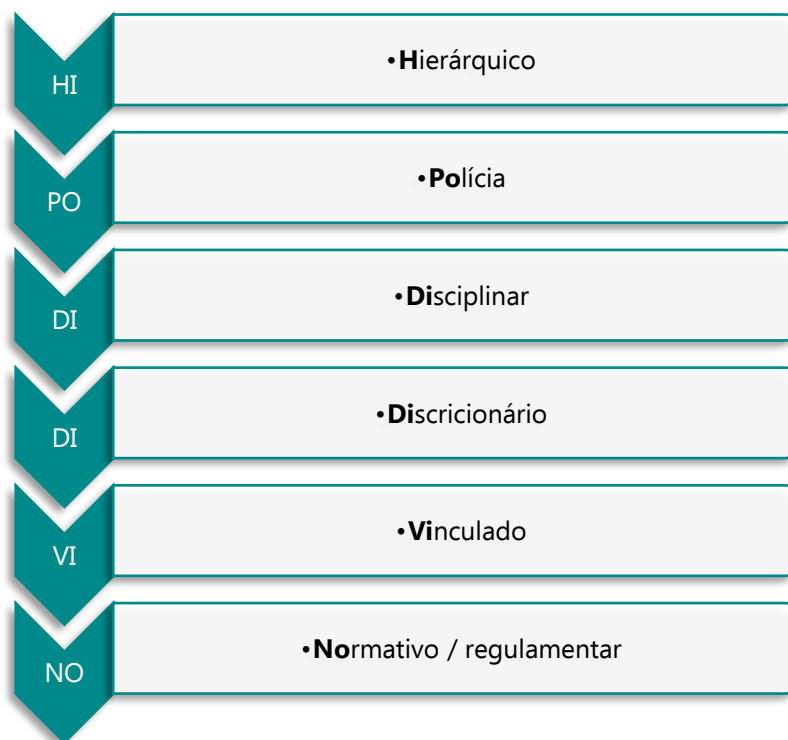 HI
•Hierárquico
PO
•Polícia
DI
•Disciplinar
DI
•Discricionário
VI
•Vinculado
NO
•Normativo / regulamentar